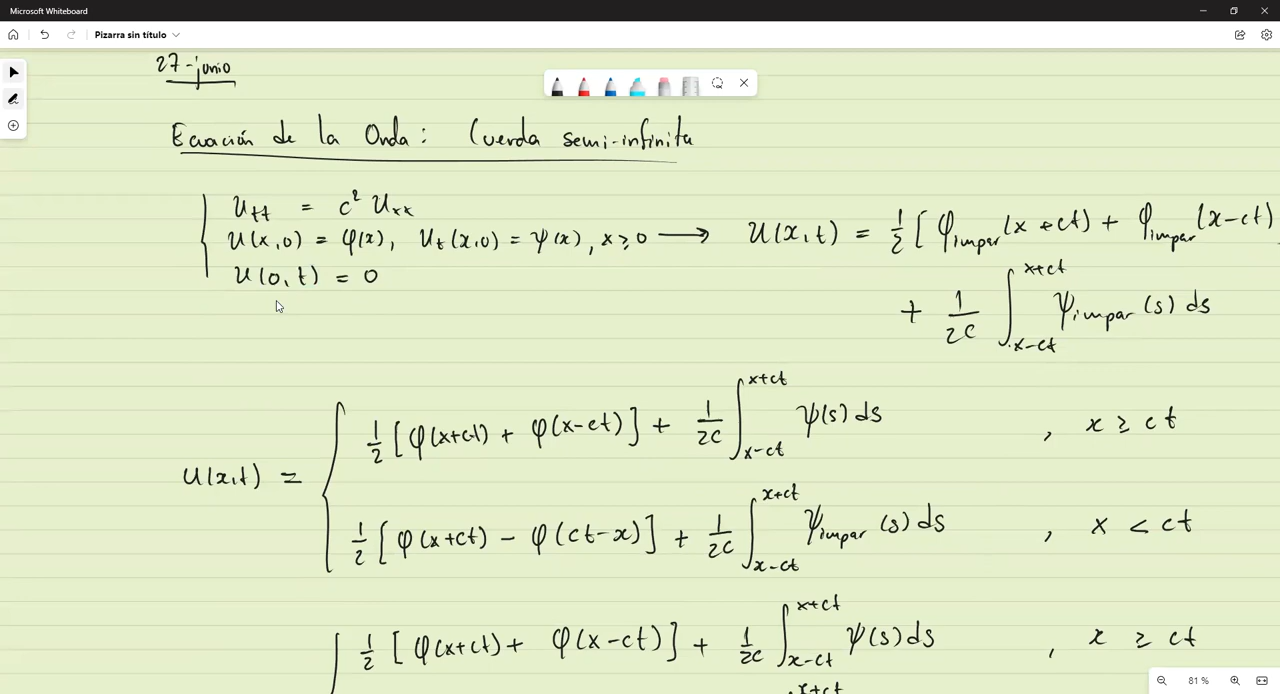 Microsoft Whiteboard
Pizarra sin título
27-junio
Ecuación de la Onda: Cuerda semi-infinita
u_tt = c² u_xx
u(x,0) = φ(x), u_t(x,0) = ψ(x), x ≥ 0 → u(x,t) = 1/2 [φ_impar(x+ct) + φ_impar(x-ct)
u(0,t) = 0
+ 1/2c ∫_{x-ct}^{x+ct} ψ_impar(s) ds
1/2 [φ(x+ct) + φ(x-ct)] + 1/2c ∫_{x-ct}^{x+ct} ψ(s) ds , x ≥ ct
u(x,t) =
1/2 [φ(x+ct) - φ(ct-x)] + 1/2c ∫_{x-ct}^{x+ct} ψ_impar(s) ds , x < ct
1/2 [φ(x+ct) + φ(x-ct)] + 1/2c ∫_{x-ct}^{x+ct} ψ(s) ds , x ≥ ct
x+ct
81 %